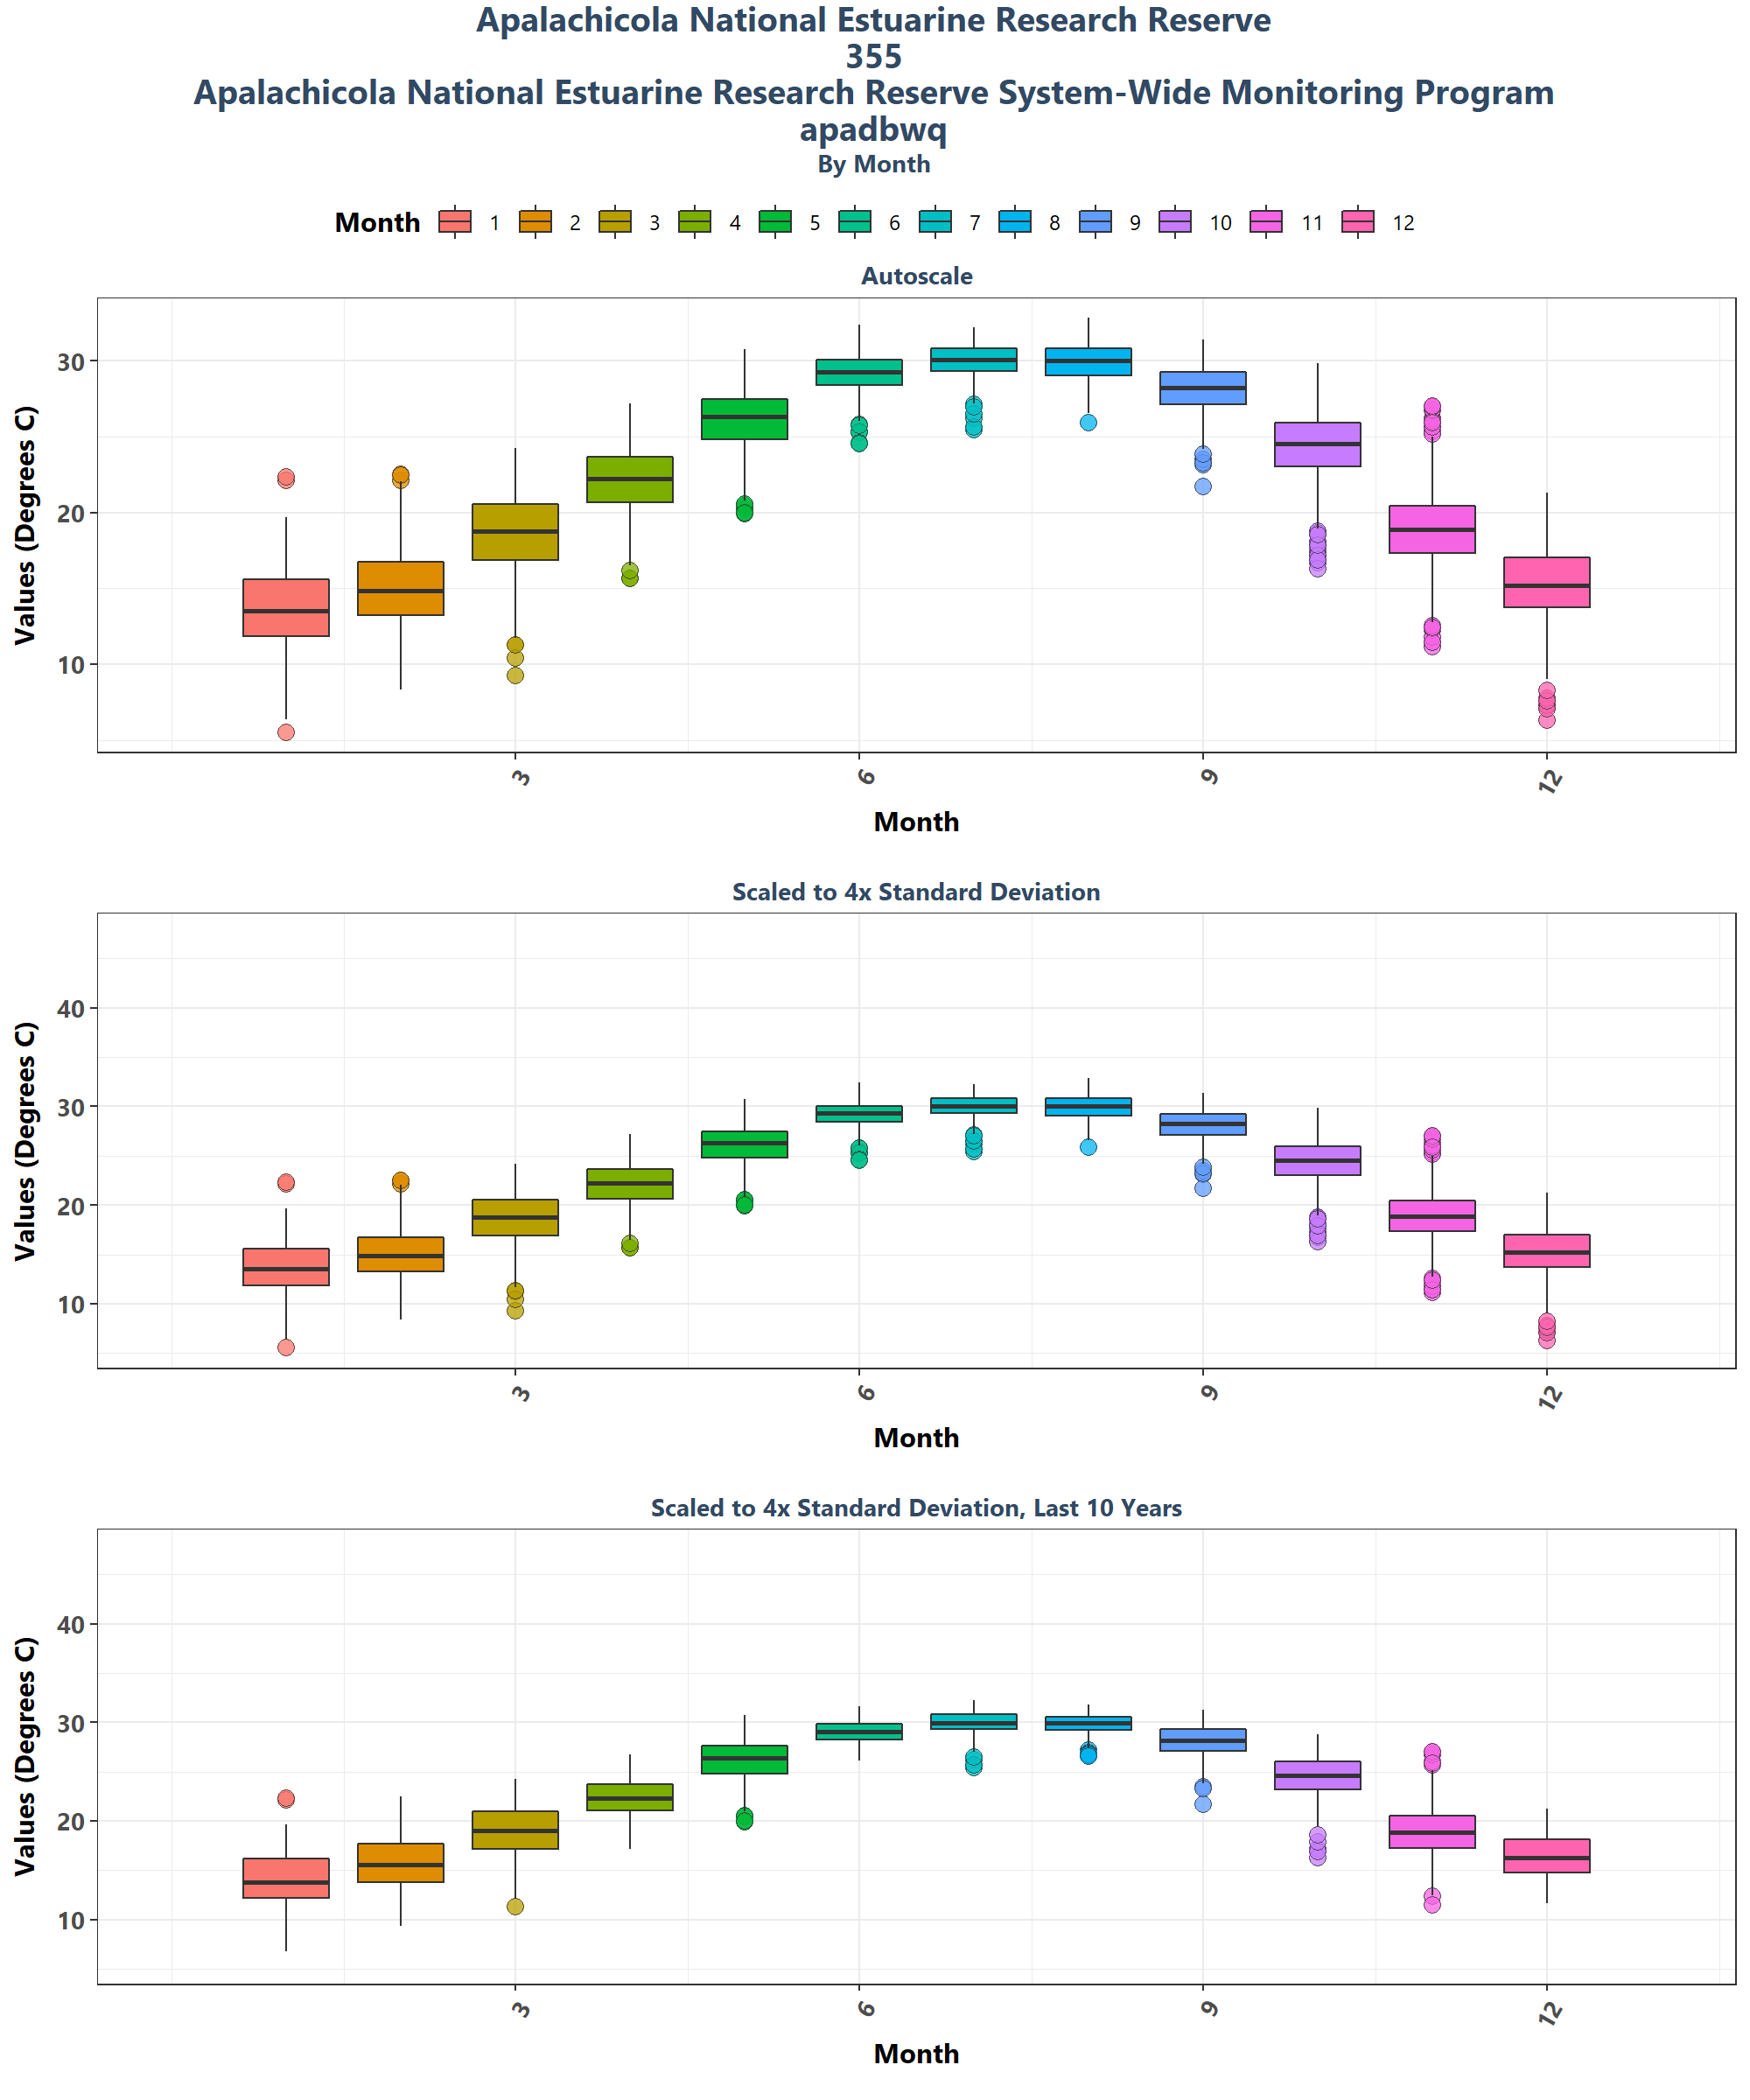 Apalachicola National Estuarine Research Reserve
355
Apalachicola National Estuarine Research Reserve System-Wide Monitoring Program
apadbwq
By Month
Month 1 2 3 4 5 6 7 8 9 10 11 12
Autoscale
Values (Degrees C)
30
20
10
3 6 9 12
Month
Scaled to 4x Standard Deviation
Values (Degrees C)
40
30
20
10
3 6 9 12
Month
Scaled to 4x Standard Deviation, Last 10 Years
Values (Degrees C)
40
30
20
10
3 6 9 12
Month